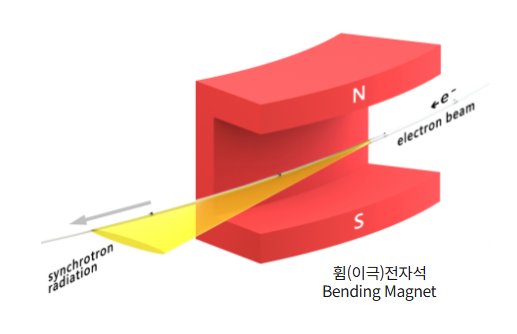 N
←e⁻
electron beam
S
synchrotron
radiation
휨(이극)전자석
Bending Magnet